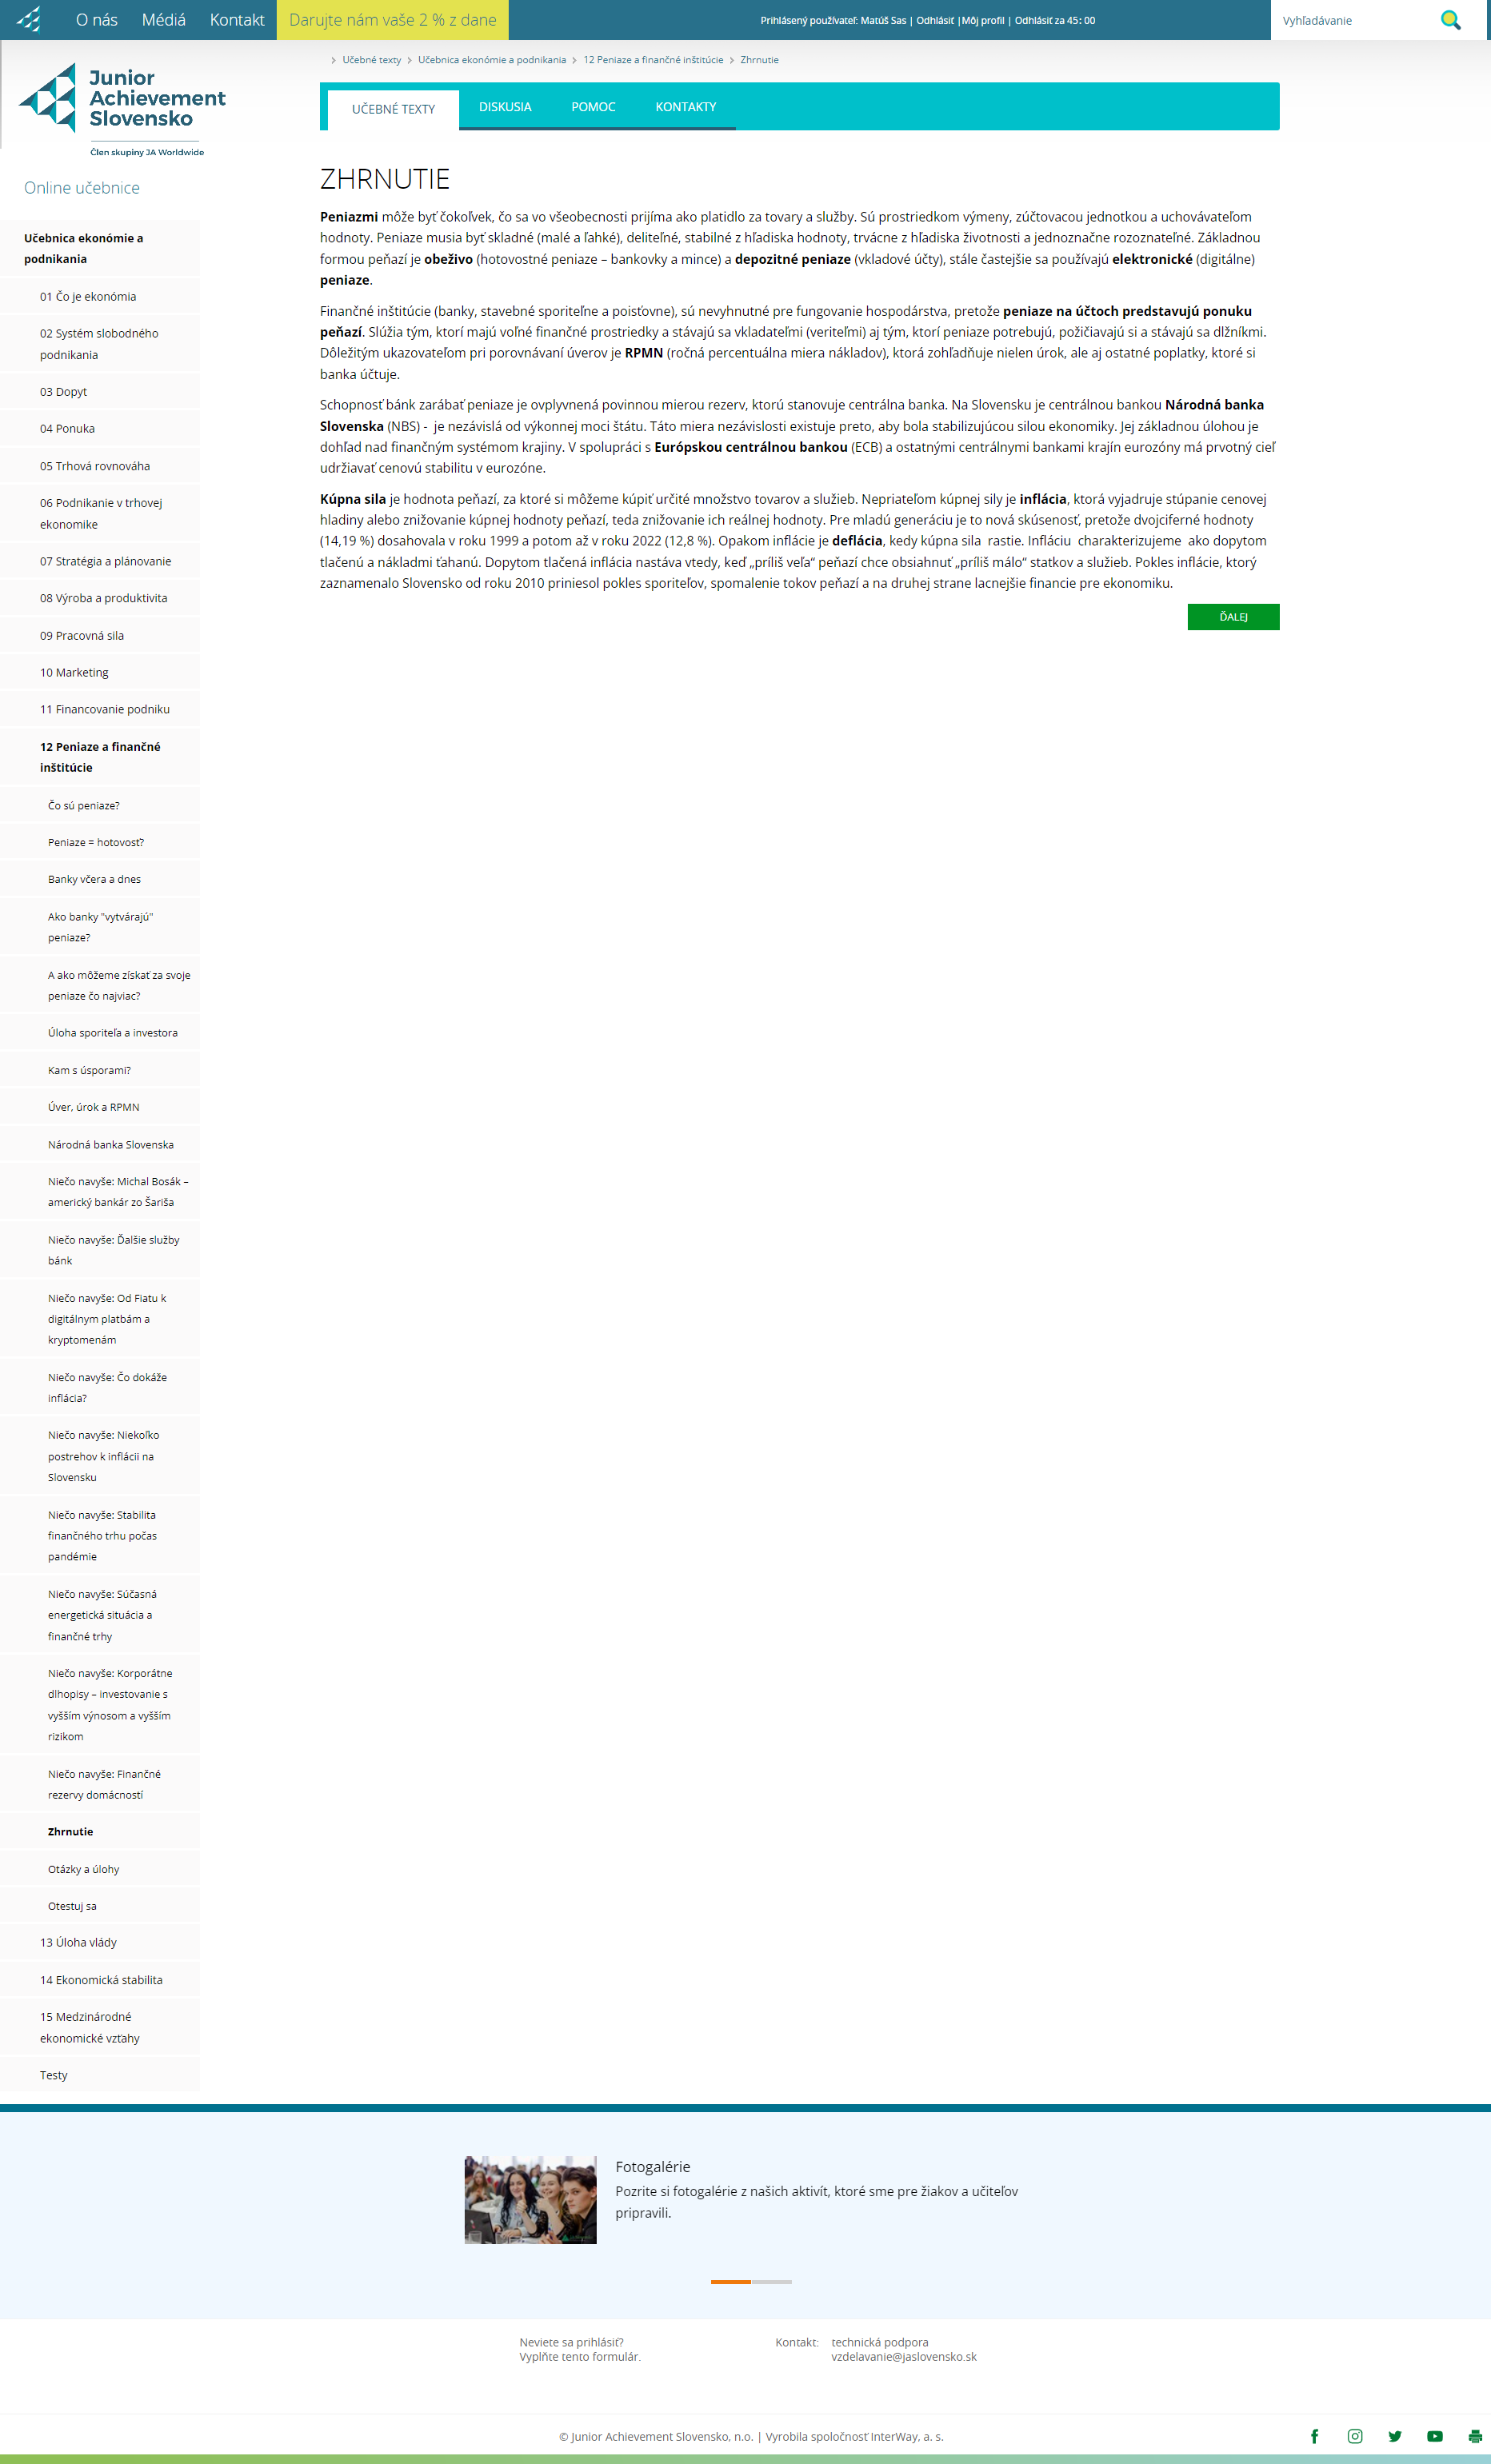 O nás Médiá Kontakt Darujte nám vaše 2 % z dane Prihlásený používateľ: Matúš Sas | Odhlásiť |Môj profil | Odhlásiť za 45: 00 Vyhľadávanie
Učebné texty Učebnica ekonómie a podnikania 12 Peniaze a finančné inštitúcie Zhrnutie
Junior
Achievement
Slovensko
Člen skupiny JA Worldwide
UČEBNÉ TEXTY DISKUSIA POMOC KONTAKTY
Online učebnice
Učebnica ekonómie a
podnikania
01 Čo je ekonómia
02 Systém slobodného
podnikania
03 Dopyt
04 Ponuka
05 Trhová rovnováha
06 Podnikanie v trhovej
ekonomike
07 Stratégia a plánovanie
08 Výroba a produktivita
09 Pracovná sila
10 Marketing
11 Financovanie podniku
12 Peniaze a finančné
inštitúcie
Čo sú peniaze?
Peniaze = hotovosť?
Banky včera a dnes
Ako banky "vytvárajú"
peniaze?
A ako môžeme získať za svoje
peniaze čo najviac?
Úloha sporiteľa a investora
Kam s úsporami?
Úver, úrok a RPMN
Národná banka Slovenska
Niečo navyše: Michal Bosák –
americký bankár zo Šariša
Niečo navyše: Ďalšie služby
bánk
Niečo navyše: Od Fiatu k
digitálnym platbám a
kryptomenám
Niečo navyše: Čo dokáže
inflácia?
Niečo navyše: Niekoľko
postrehov k inflácii na
Slovensku
Niečo navyše: Stabilita
finančného trhu počas
pandémie
Niečo navyše: Súčasná
energetická situácia a
finančné trhy
Niečo navyše: Korporátne
dlhopisy – investovanie s
vyšším výnosom a vyšším
rizikom
Niečo navyše: Finančné
rezervy domácností
Zhrnutie
Otázky a úlohy
Otestuj sa
13 Úloha vlády
14 Ekonomická stabilita
15 Medzinárodné
ekonomické vzťahy
Testy
ZHRNUTIE
Peniazmi môže byť čokoľvek, čo sa vo všeobecnosti prijíma ako platidlo za tovary a služby. Sú prostriedkom výmeny, zúčtovacou jednotkou a uchovávateľom
hodnoty. Peniaze musia byť skladné (malé a ľahké), deliteľné, stabilné z hľadiska hodnoty, trvácne z hľadiska životnosti a jednoznačne rozoznateľné. Základnou
formou peňazí je obeživo (hotovostné peniaze – bankovky a mince) a depozitné peniaze (vkladové účty), stále častejšie sa používajú elektronické (digitálne)
peniaze.
Finančné inštitúcie (banky, stavebné sporiteľne a poisťovne), sú nevyhnutné pre fungovanie hospodárstva, pretože peniaze na účtoch predstavujú ponuku
peňazí. Slúžia tým, ktorí majú voľné finančné prostriedky a stávajú sa vkladateľmi (veriteľmi) aj tým, ktorí peniaze potrebujú, požičiavajú si a stávajú sa dlžníkmi.
Dôležitým ukazovateľom pri porovnávaní úverov je RPMN (ročná percentuálna miera nákladov), ktorá zohľadňuje nielen úrok, ale aj ostatné poplatky, ktoré si
banka účtuje.
Schopnosť bánk zarábať peniaze je ovplyvnená povinnou mierou rezerv, ktorú stanovuje centrálna banka. Na Slovensku je centrálnou bankou Národná banka
Slovenska (NBS) - je nezávislá od výkonnej moci štátu. Táto miera nezávislosti existuje preto, aby bola stabilizujúcou silou ekonomiky. Jej základnou úlohou je
dohľad nad finančným systémom krajiny. V spolupráci s Európskou centrálnou bankou (ECB) a ostatnými centrálnymi bankami krajín eurozóny má prvotný cieľ
udržiavať cenovú stabilitu v eurozóne.
Kúpna sila je hodnota peňazí, za ktoré si môžeme kúpiť určité množstvo tovarov a služieb. Nepriateľom kúpnej sily je inflácia, ktorá vyjadruje stúpanie cenovej
hladiny alebo znižovanie kúpnej hodnoty peňazí, teda znižovanie ich reálnej hodnoty. Pre mladú generáciu je to nová skúsenosť, pretože dvojciferné hodnoty
(14,19 %) dosahovala v roku 1999 a potom až v roku 2022 (12,8 %). Opakom inflácie je deflácia, kedy kúpna sila rastie. Infláciu charakterizujeme ako dopytom
tlačenú a nákladmi ťahanú. Dopytom tlačená inflácia nastáva vtedy, keď „príliš veľa“ peňazí chce obsiahnuť „príliš málo“ statkov a služieb. Pokles inflácie, ktorý
zaznamenalo Slovensko od roku 2010 priniesol pokles sporiteľov, spomalenie tokov peňazí a na druhej strane lacnejšie financie pre ekonomiku.
ĎALEJ
Fotogalérie
Pozrite si fotogalérie z našich aktivít, ktoré sme pre žiakov a učiteľov
pripravili.
Neviete sa prihlásiť?
Vyplňte tento formulár.
Kontakt: technická podpora
vzdelavanie@jaslovensko.sk
© Junior Achievement Slovensko, n.o. | Vyrobila spoločnosť InterWay, a. s.